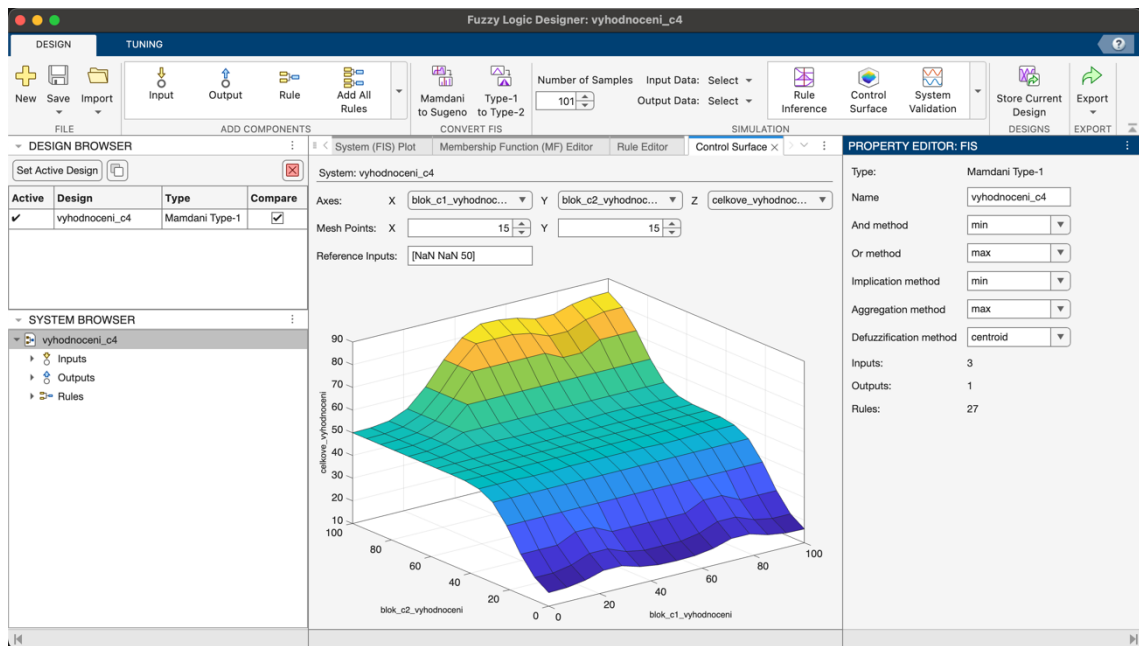 Fuzzy Logic Designer: vyhodnoceni_c4
DESIGN TUNING
?
New Save Import
Input Output Rule Add All Rules
Mamdani to Sugeno Type-1 to Type-2
Number of Samples 101
Input Data: Select
Output Data: Select
Rule Inference Control Surface System Validation
Store Current Design Export
FILE ADD COMPONENTS CONVERT FIS SIMULATION DESIGNS EXPORT
DESIGN BROWSER
Set Active Design
Active Design Type Compare
vyhodnoceni_c4 Mamdani Type-1
SYSTEM BROWSER
vyhodnoceni_c4
Inputs
Outputs
Rules
System (FIS) Plot Membership Function (MF) Editor Rule Editor Control Surface
System: vyhodnoceni_c4
Axes: X blok_c1_vyhodnoc... Y blok_c2_vyhodnoc... Z celkove_vyhodnoc...
Mesh Points: X 15 Y 15
Reference Inputs: [NaN NaN 50]
90
80
70
60
50
40
30
20
10
celkove_vyhodnoceni
100
80
60
40
20
0
blok_c2_vyhodnoceni
0
20
40
60
80
100
blok_c1_vyhodnoceni
PROPERTY EDITOR: FIS
Type: Mamdani Type-1
Name vyhodnoceni_c4
And method min
Or method max
Implication method min
Aggregation method max
Defuzzification method centroid
Inputs: 3
Outputs: 1
Rules: 27